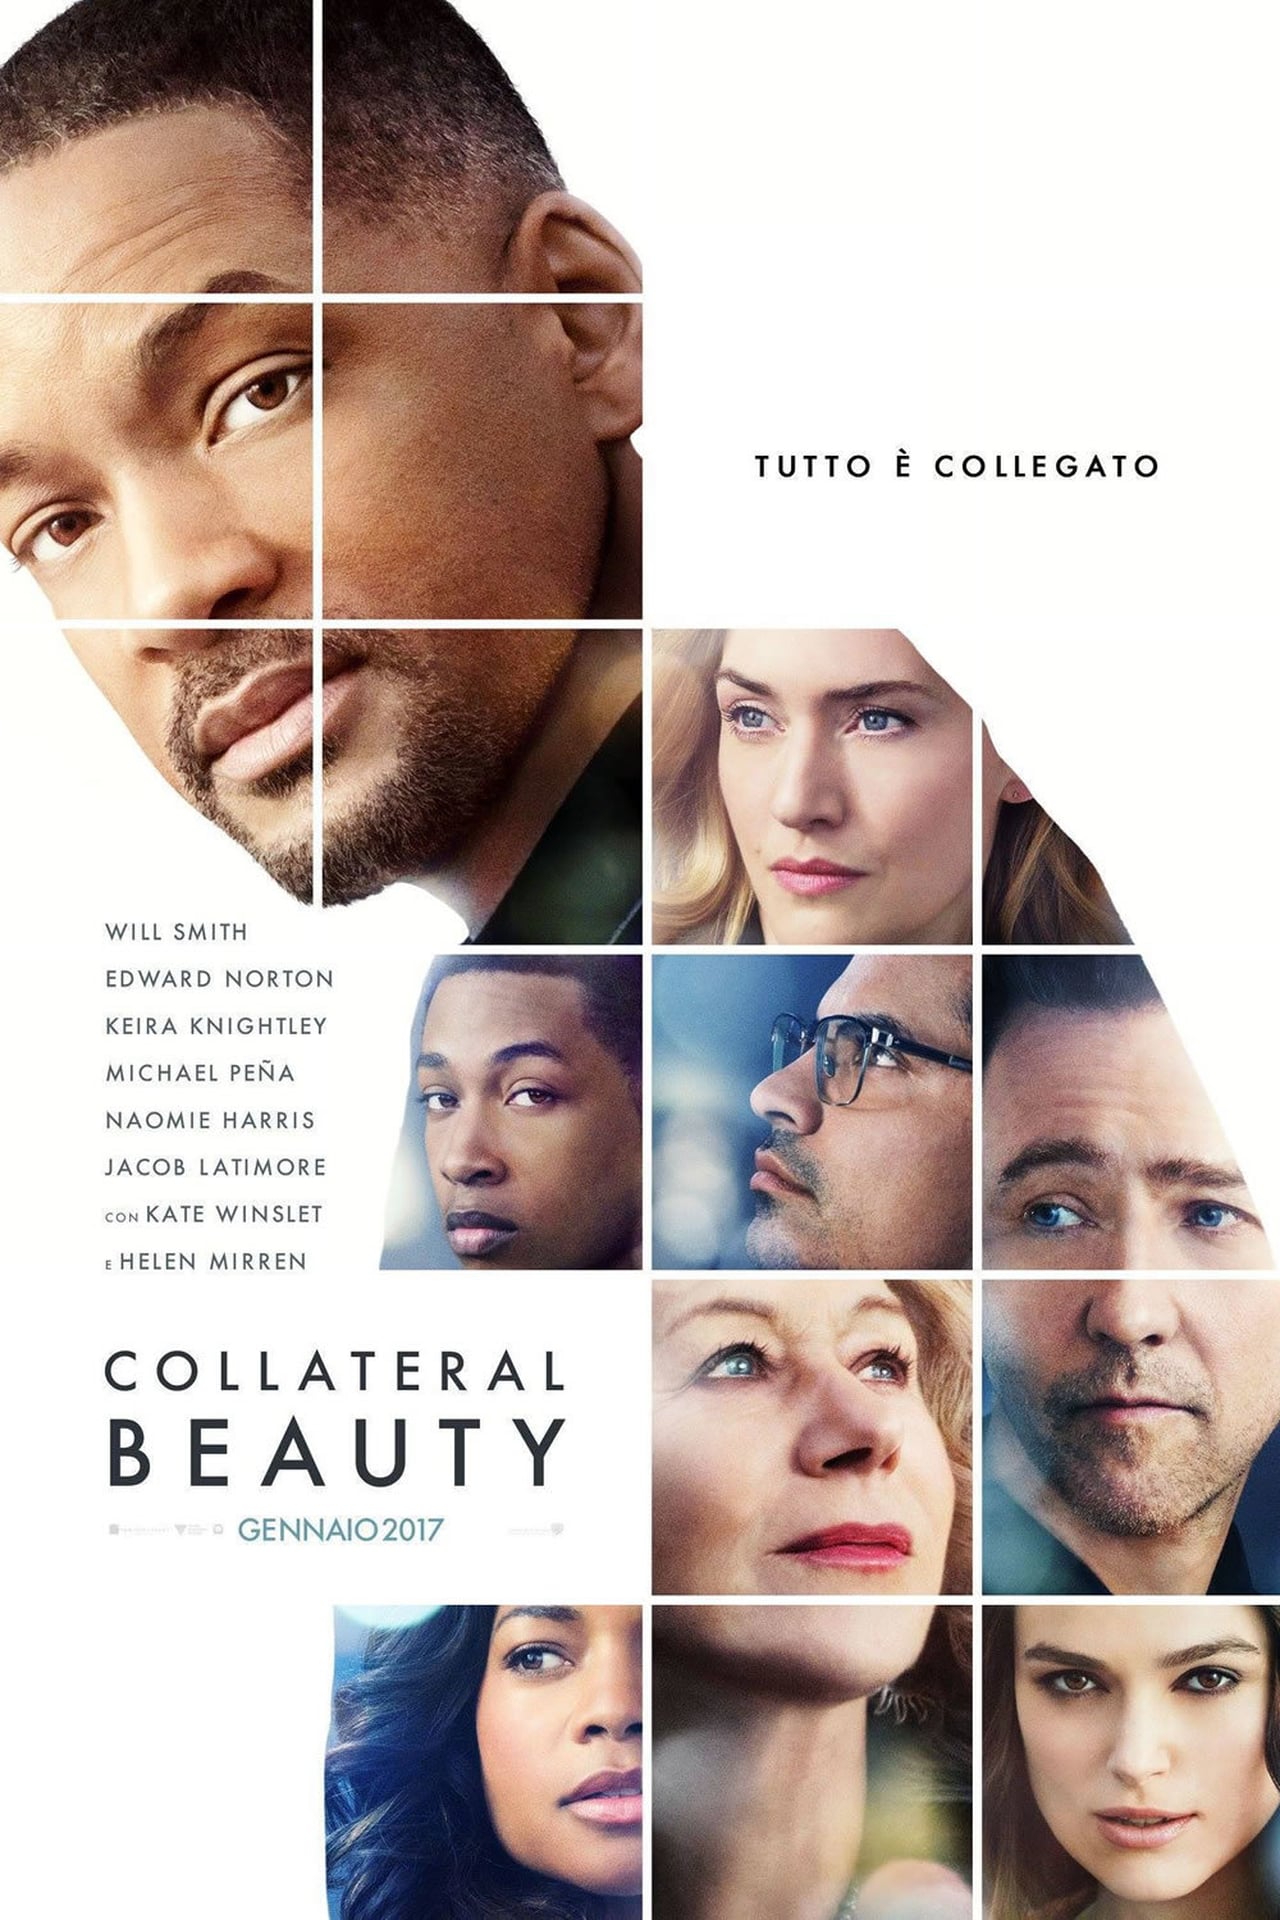 TUTTO È COLLEGATO
WILL SMITH
EDWARD NORTON
KEIRA KNIGHTLEY
MICHAEL PEÑA
NAOMIE HARRIS
JACOB LATIMORE
CON KATE WINSLET
E HELEN MIRREN
COLLATERAL
BEAUTY
GENNAIO 2017